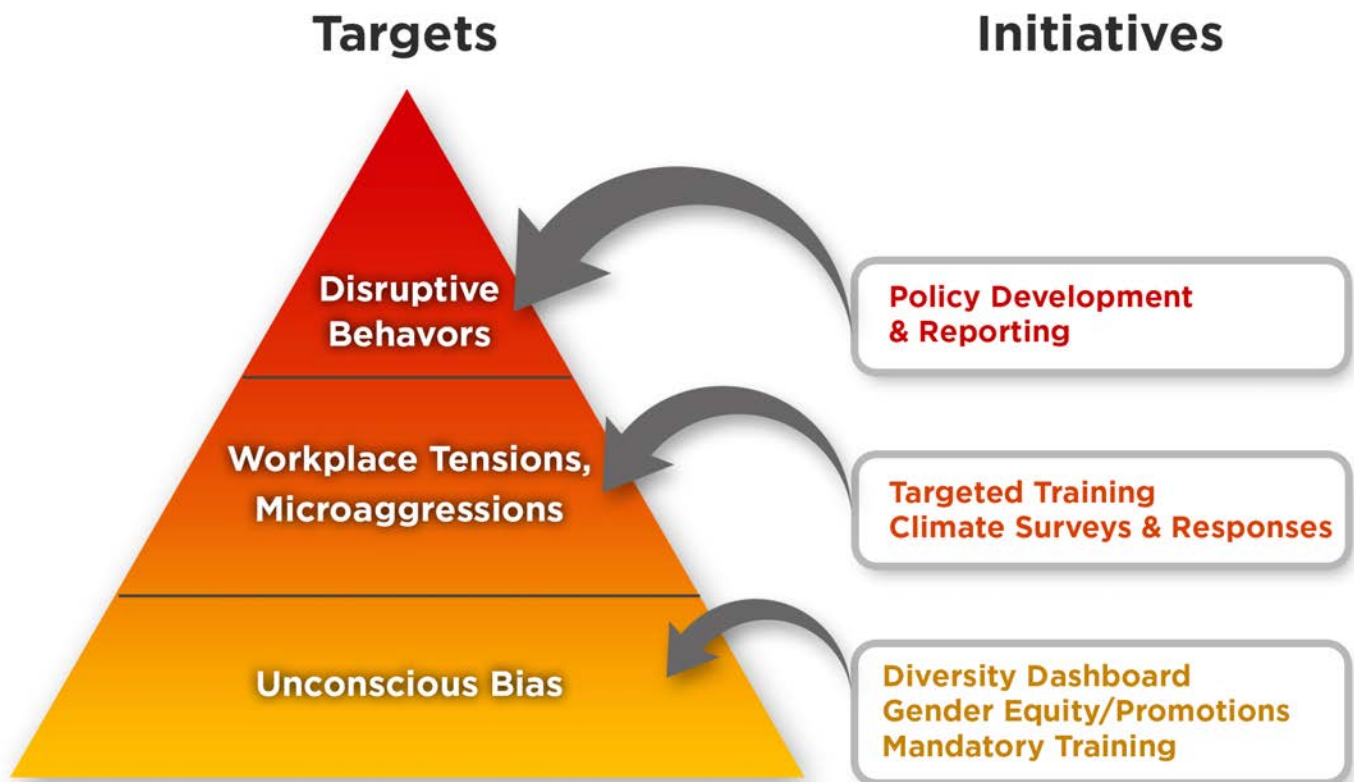 Targets
Initiatives
Disruptive
Behavors
Policy Development
& Reporting
Workplace Tensions,
Microaggressions
Targeted Training
Climate Surveys & Responses
Unconscious Bias
Diversity Dashboard
Gender Equity/Promotions
Mandatory Training